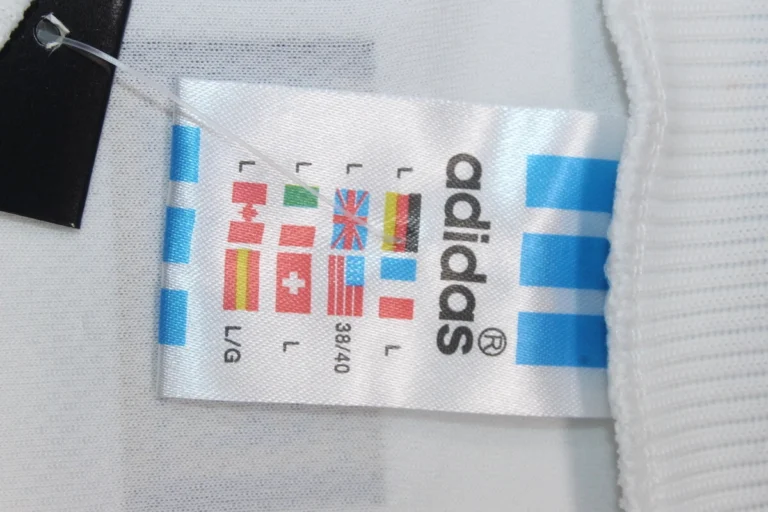 adidas®
L L
L 38/40
L L
L L/G